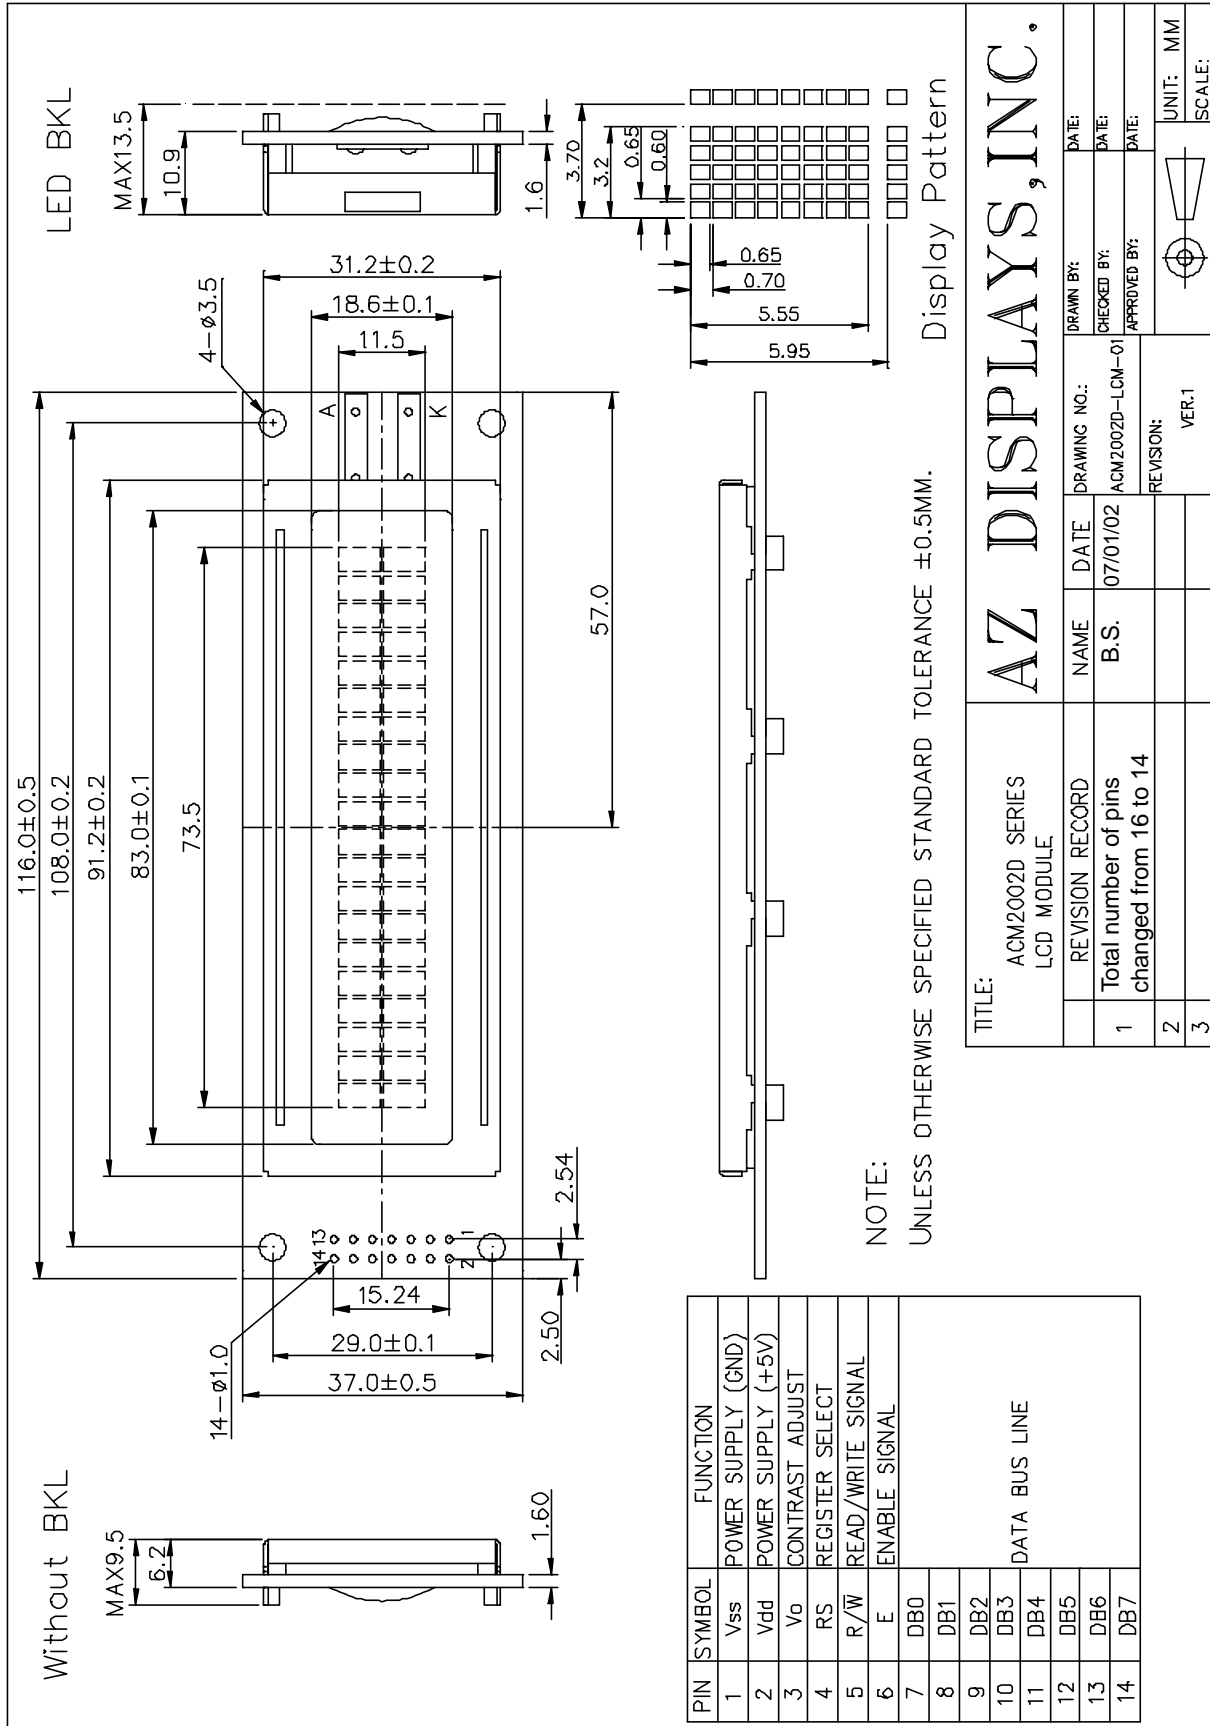 Without BKL
MAX9.5
6.2
1.60
116.0±0.5
108.0±0.2
91.2±0.2
83.0±0.1
73.5
14-ø1.0
14 13
2 1
15.24
29.0±0.1
37.0±0.5
2.50
2.54
57.0
4-ø3.5
A
K
31.2±0.2
18.6±0.1
11.5
LED BKL
MAX13.5
10.9
1.6
3.70
3.2
0.65
0.60
0.65
0.70
5.55
5.95
Display Pattern
NOTE:
UNLESS OTHERWISE SPECIFIED STANDARD TOLERANCE ±0.5MM.
PIN SYMBOL FUNCTION
1 Vss POWER SUPPLY (GND)
2 Vdd POWER SUPPLY (+5V)
3 Vo CONTRAST ADJUST
4 RS REGISTER SELECT
5 R/W̅ READ/WRITE SIGNAL
6 E ENABLE SIGNAL
7 DB0
8 DB1
9 DB2
10 DB3
11 DB4
12 DB5
13 DB6
14 DB7
DATA BUS LINE
TITLE:
ACM2002D SERIES
LCD MODULE
AZ DISPLAYS,INC.
REVISION RECORD NAME DATE
1 Total number of pins
changed from 16 to 14
B.S. 07/01/02
2
3
DRAWING NO.:
ACM2002D-LCM-01
REVISION:
VER.1
DRAWN BY: DATE:
CHECKED BY: DATE:
APPROVED BY: DATE:
UNIT: MM
SCALE: